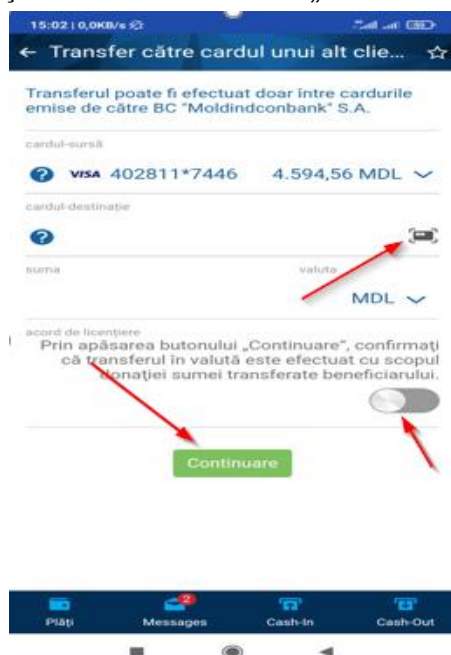 15:02 | 0,0KB/s
← Transfer către cardul unui alt clie...
Transferul poate fi efectuat doar între cardurile
emise de către BC "Moldindconbank" S.A.
cardul-sursă
VISA 402811*7446 4.594,56 MDL
cardul-destinație
suma valuta
MDL
acord de licențiere
Prin apăsarea butonului „Continuare”, confirmaţi
că transferul în valută este efectuat cu scopul
donaţiei sumei transferate beneficiarului.
Continuare
2
Plăți Messages Cash-In Cash-Out